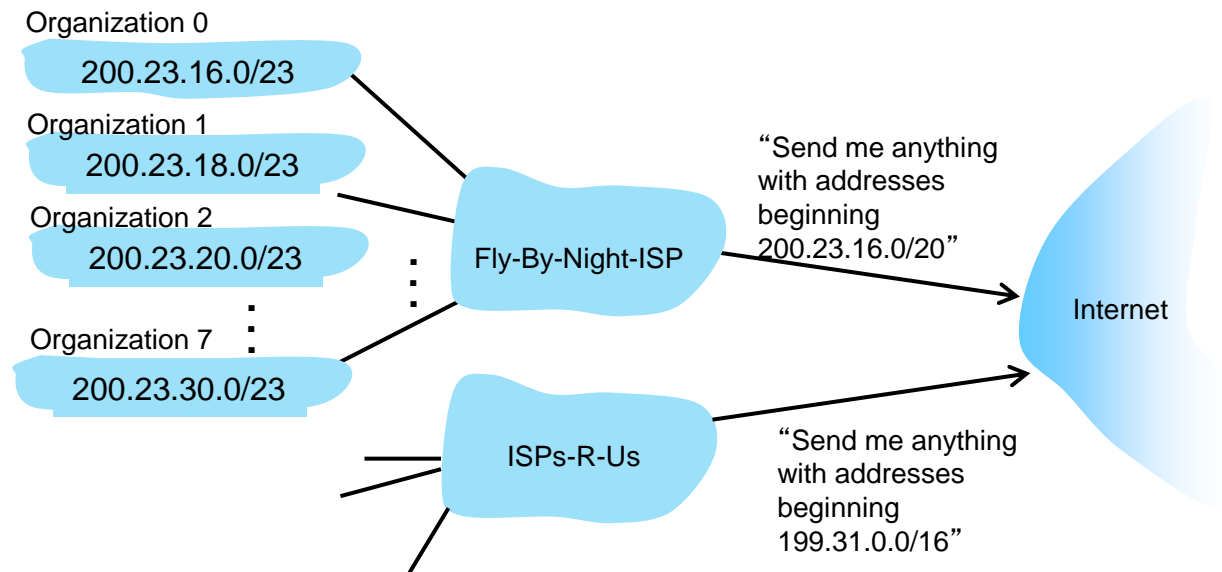 Organization 0
200.23.16.0/23
Organization 1
200.23.18.0/23
Organization 2
200.23.20.0/23
Organization 7
200.23.30.0/23
Fly-By-Night-ISP
“Send me anything
with addresses
beginning
200.23.16.0/20”
Internet
ISPs-R-Us
“Send me anything
with addresses
beginning
199.31.0.0/16”